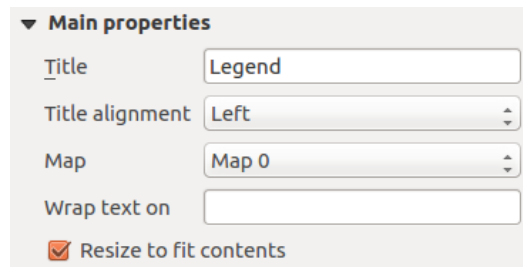 Main properties
Title Legend
Title alignment Left
Map Map 0
Wrap text on
Resize to fit contents